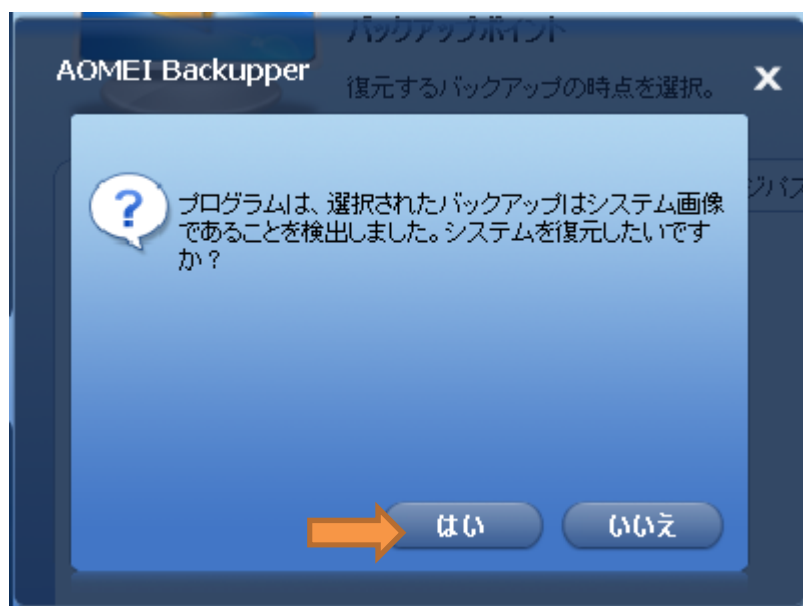 バックアップポイント
AOMEI Backupper
復元するバックアップの時点を選択。
ジパス
プログラムは、選択されたバックアップはシステム画像
であることを検出しました。システムを復元したいです
か?
はい
いいえ